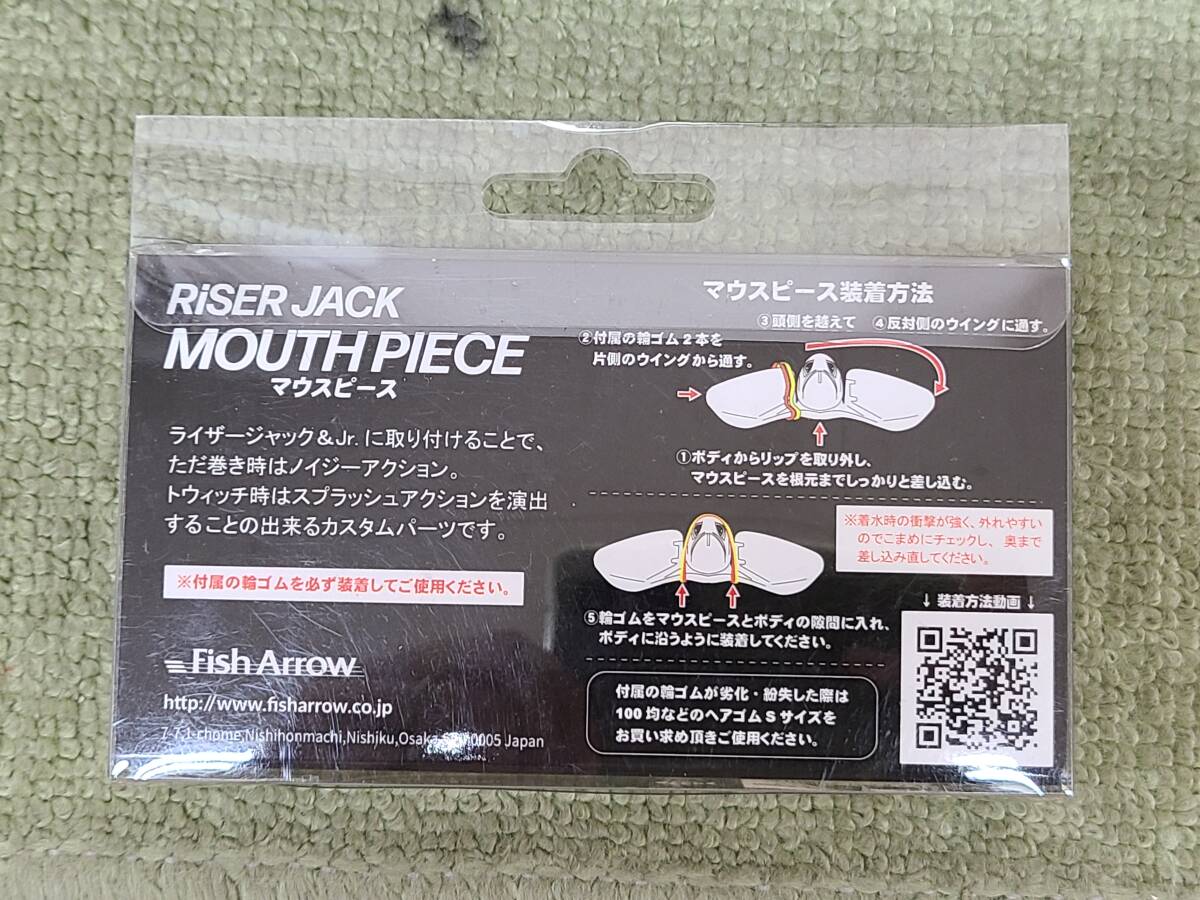 RiSER JACK
MOUTH PIECE
マウスピース
ライザージャック&Jr.に取り付けることで、
ただ巻き時はノイジーアクション。
トウィッチ時はスプラッシュアクションを演出
することの出来るカスタムパーツです。
※付属の輪ゴムを必ず装着してご使用ください。
Fish Arrow
http://www.fisharrow.co.jp
7-7,1-chome,Nishihonmachi,Nishiku,Osaka 0005 Japan
マウスピース装着方法
③頭側を越えて ④反対側のウイングに通す。
②付属の輪ゴム2本を
片側のウイングから通す。
①ボディからリップを取り外し、
マウスピースを根元までしっかりと差し込む。
※着水時の衝撃が強く、外れやすい
のでこまめにチェックし、奥まで
差し込み直してください。
⑤輪ゴムをマウスピースとボディの隙間に入れ、
ボディに沿うように装着してください。
↓ 装着方法動画 ↓
付属の輪ゴムが劣化・紛失した際は
100均などのヘアゴムSサイズを
お買い求め頂きご使用ください。